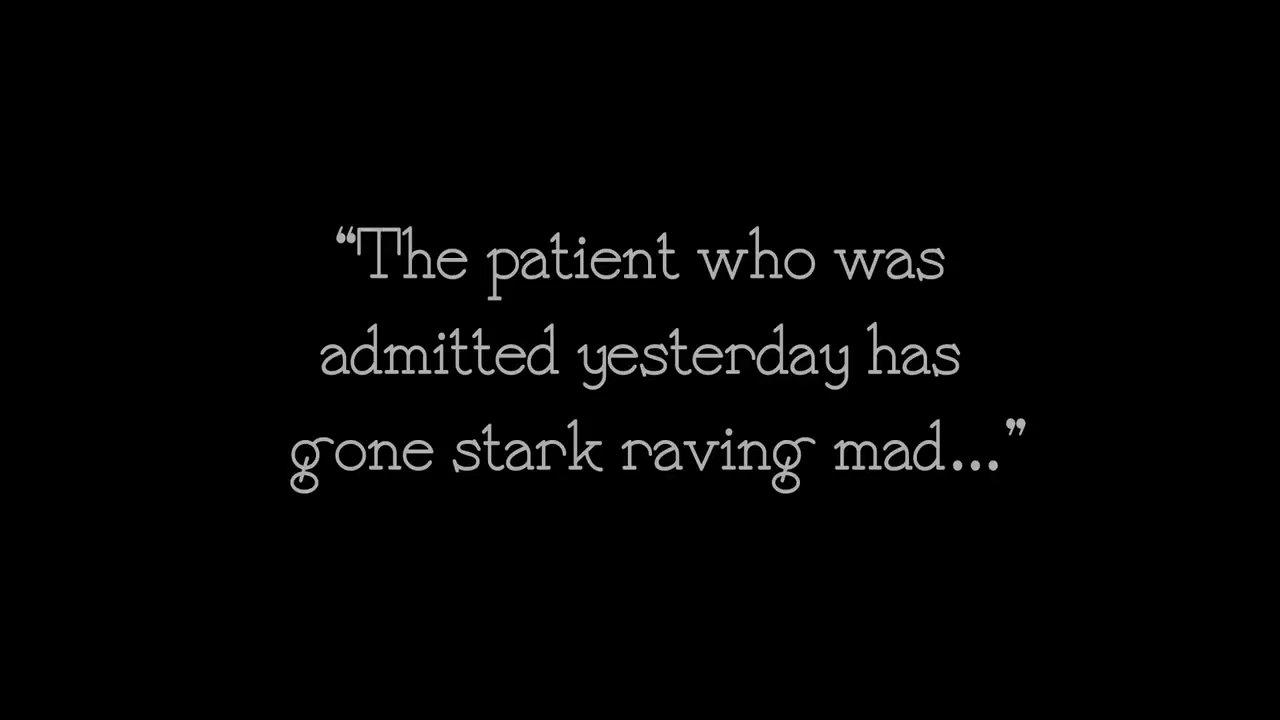 “The patient who was
admitted yesterday has
gone stark raving mad...”